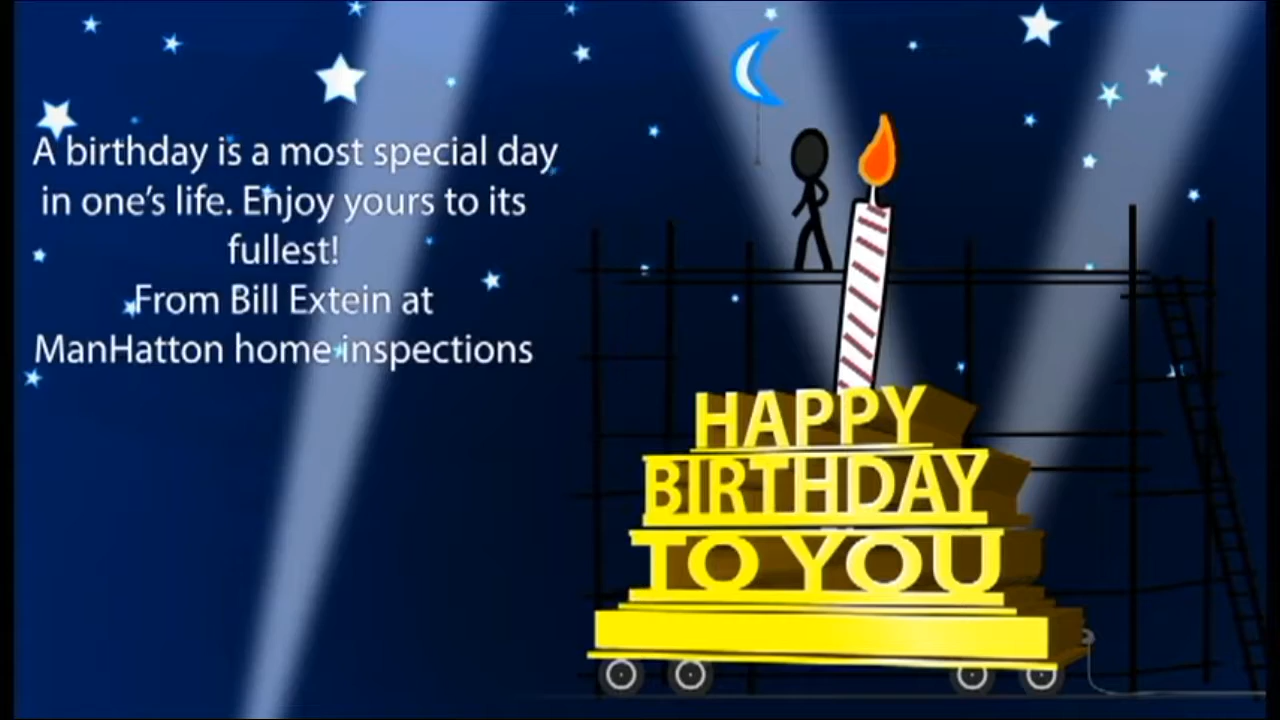 A birthday is a most special day
in one’s life. Enjoy yours to its
fullest!
From Bill Extein at
ManHatton home inspections
HAPPY
BIRTHDAY
TO YOU